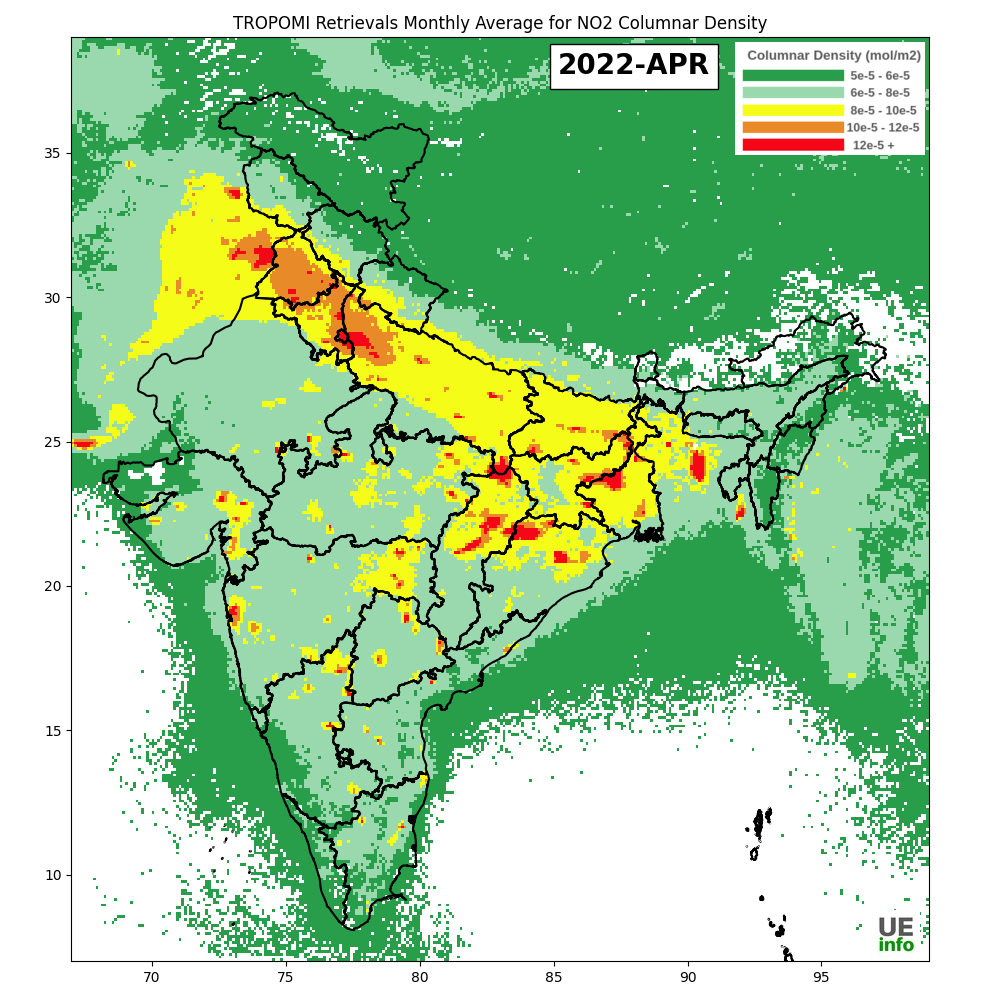 TROPOMI Retrievals Monthly Average for NO2 Columnar Density
2022-APR
Columnar Density (mol/m2)
5e-5 - 6e-5
6e-5 - 8e-5
8e-5 - 10e-5
10e-5 - 12e-5
12e-5 +
35
30
25
20
15
10
70
75
80
85
90
95
UE
info